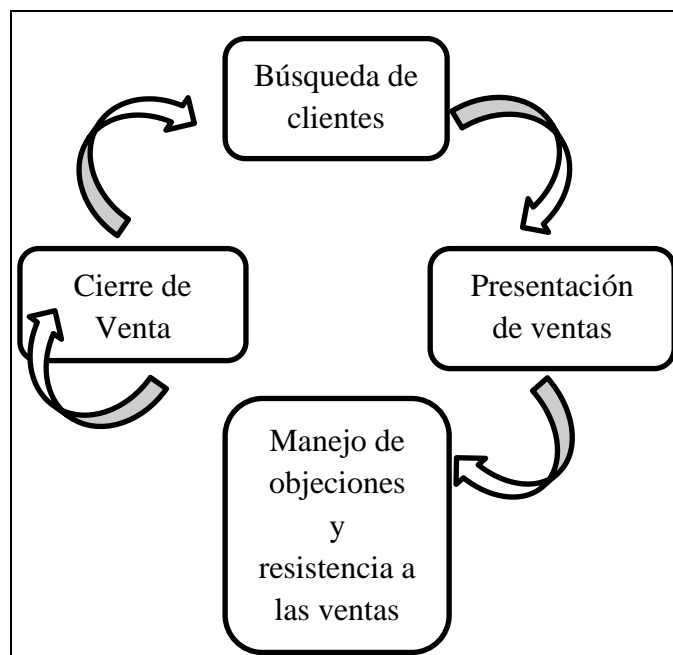 Búsqueda de
clientes
Presentación
de ventas
Manejo de
objeciones
y
resistencia a
las ventas
Cierre de
Venta